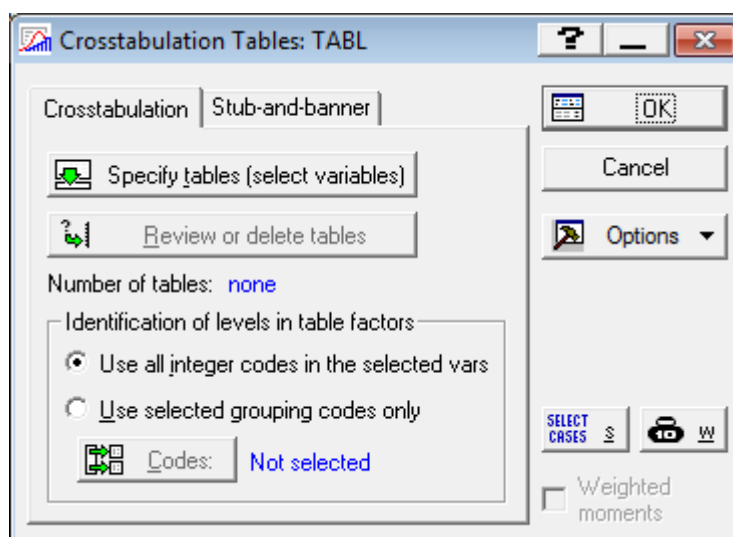 Crosstabulation Tables: TABL
?
Crosstabulation
Stub-and-banner
OK
Specify tables (select variables)
Cancel
?
Review or delete tables
Options
Number of tables: none
Identification of levels in table factors
Use all integer codes in the selected vars
Use selected grouping codes only
SELECT
CASES S
W
Codes: Not selected
Weighted
moments